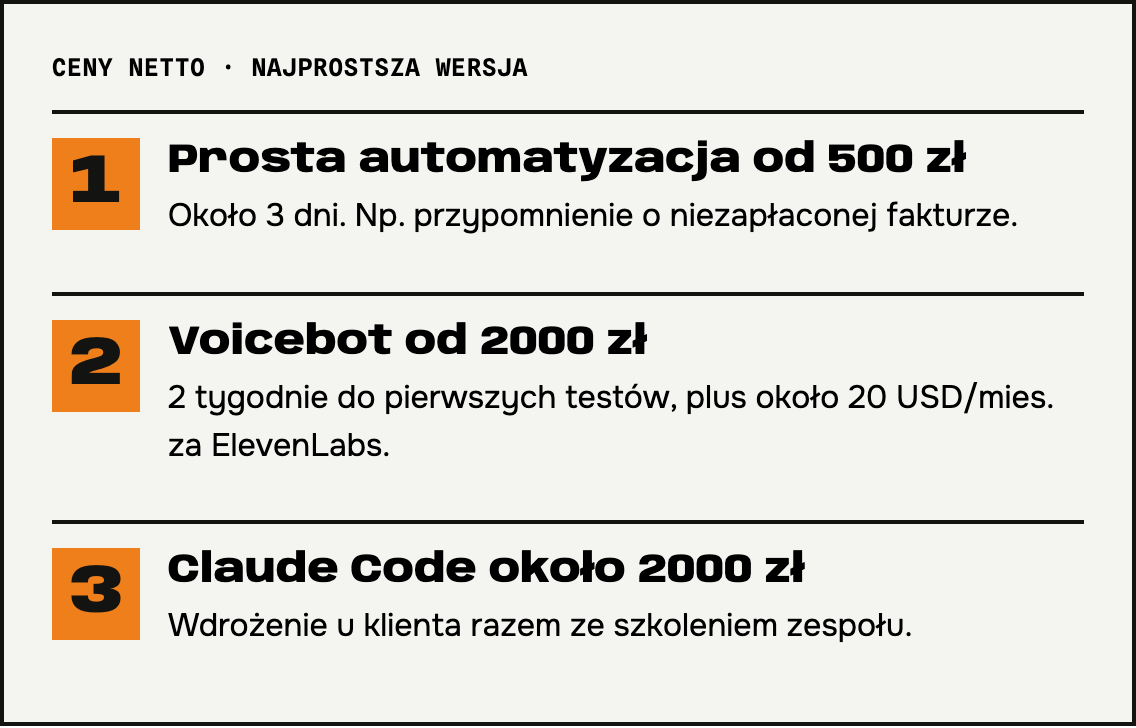 CENY NETTO · NAJPROSTSZA WERSJA
1
Prosta automatyzacja od 500 zł
Około 3 dni. Np. przypomnienie o niezapłaconej fakturze.
2
Voicebot od 2000 zł
2 tygodnie do pierwszych testów, plus około 20 USD/mies.
za ElevenLabs.
3
Claude Code około 2000 zł
Wdrożenie u klienta razem ze szkoleniem zespołu.